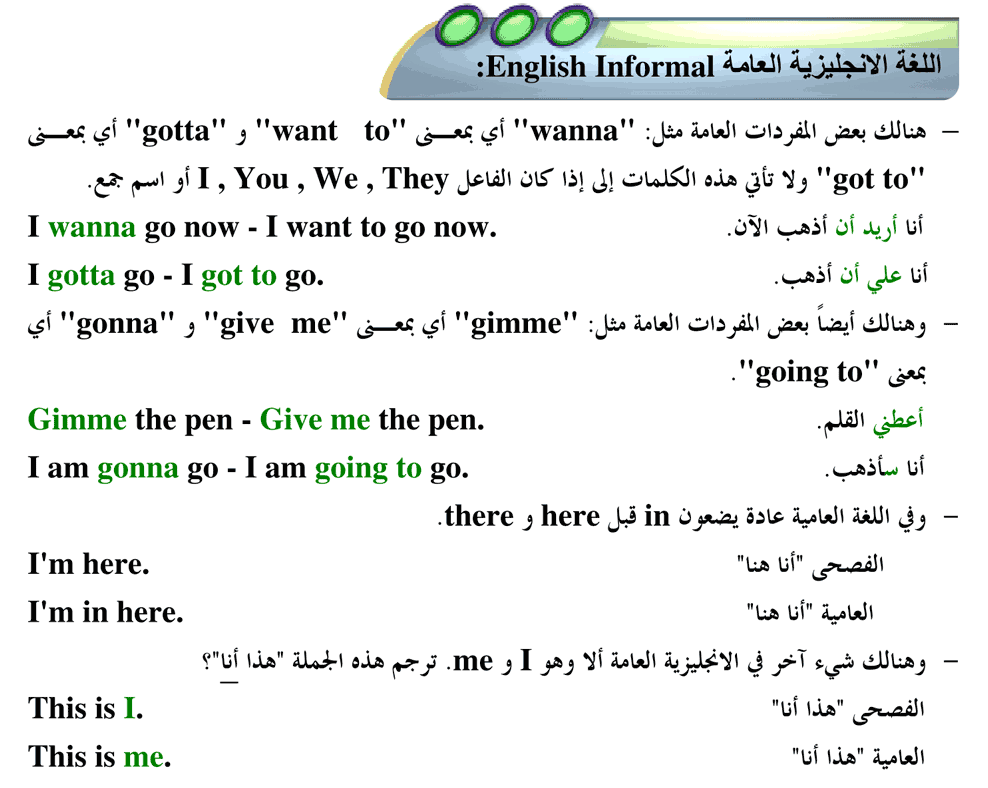 اللغة الانجليزية العامة English Informal:
– هنالك بعض المفردات العامة مثل: "wanna" أي بمعنى "want to" و "gotta" أي بمعنى
"got to" ولا تأتي هذه الكلمات إلى إذا كان الفاعل I , You , We , They أو اسم جمع.
أنا أريد أن أذهب الآن. I wanna go now - I want to go now.
أنا علي أن أذهب. I gotta go - I got to go.
– وهنالك أيضاً بعض المفردات العامة مثل: "gimme" أي بمعنى "give me" و "gonna" أي
بمعنى "going to".
أعطني القلم. Gimme the pen - Give me the pen.
أنا سأذهب. I am gonna go - I am going to go.
– وفي اللغة العامية عادة يضعون in قبل here و there.
الفصحى "أنا هنا" I'm here.
العامية "أنا هنا" I'm in here.
– وهنالك شيء آخر في الانجليزية العامة ألا وهو I و me. ترجم هذه الجملة "هذا أنا"؟
الفصحى "هذا أنا" This is I.
العامية "هذا أنا" This is me.